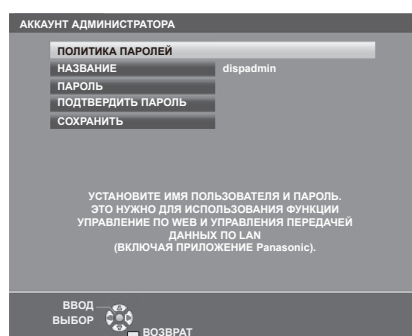 АККАУНТ АДМИНИСТРАТОРА
ПОЛИТИКА ПАРОЛЕЙ
НАЗВАНИЕ dispadmin
ПАРОЛЬ
ПОДТВЕРДИТЬ ПАРОЛЬ
СОХРАНИТЬ
УСТАНОВИТЕ ИМЯ ПОЛЬЗОВАТЕЛЯ И ПАРОЛЬ.
ЭТО НУЖНО ДЛЯ ИСПОЛЬЗОВАНИЯ ФУНКЦИИ
УПРАВЛЕНИЕ ПО WEB И УПРАВЛЕНИЯ ПЕРЕДАЧЕЙ
ДАННЫХ ПО LAN
(ВКЛЮЧАЯ ПРИЛОЖЕНИЕ Panasonic).
ВВОД
ВЫБОР
ВОЗВРАТ